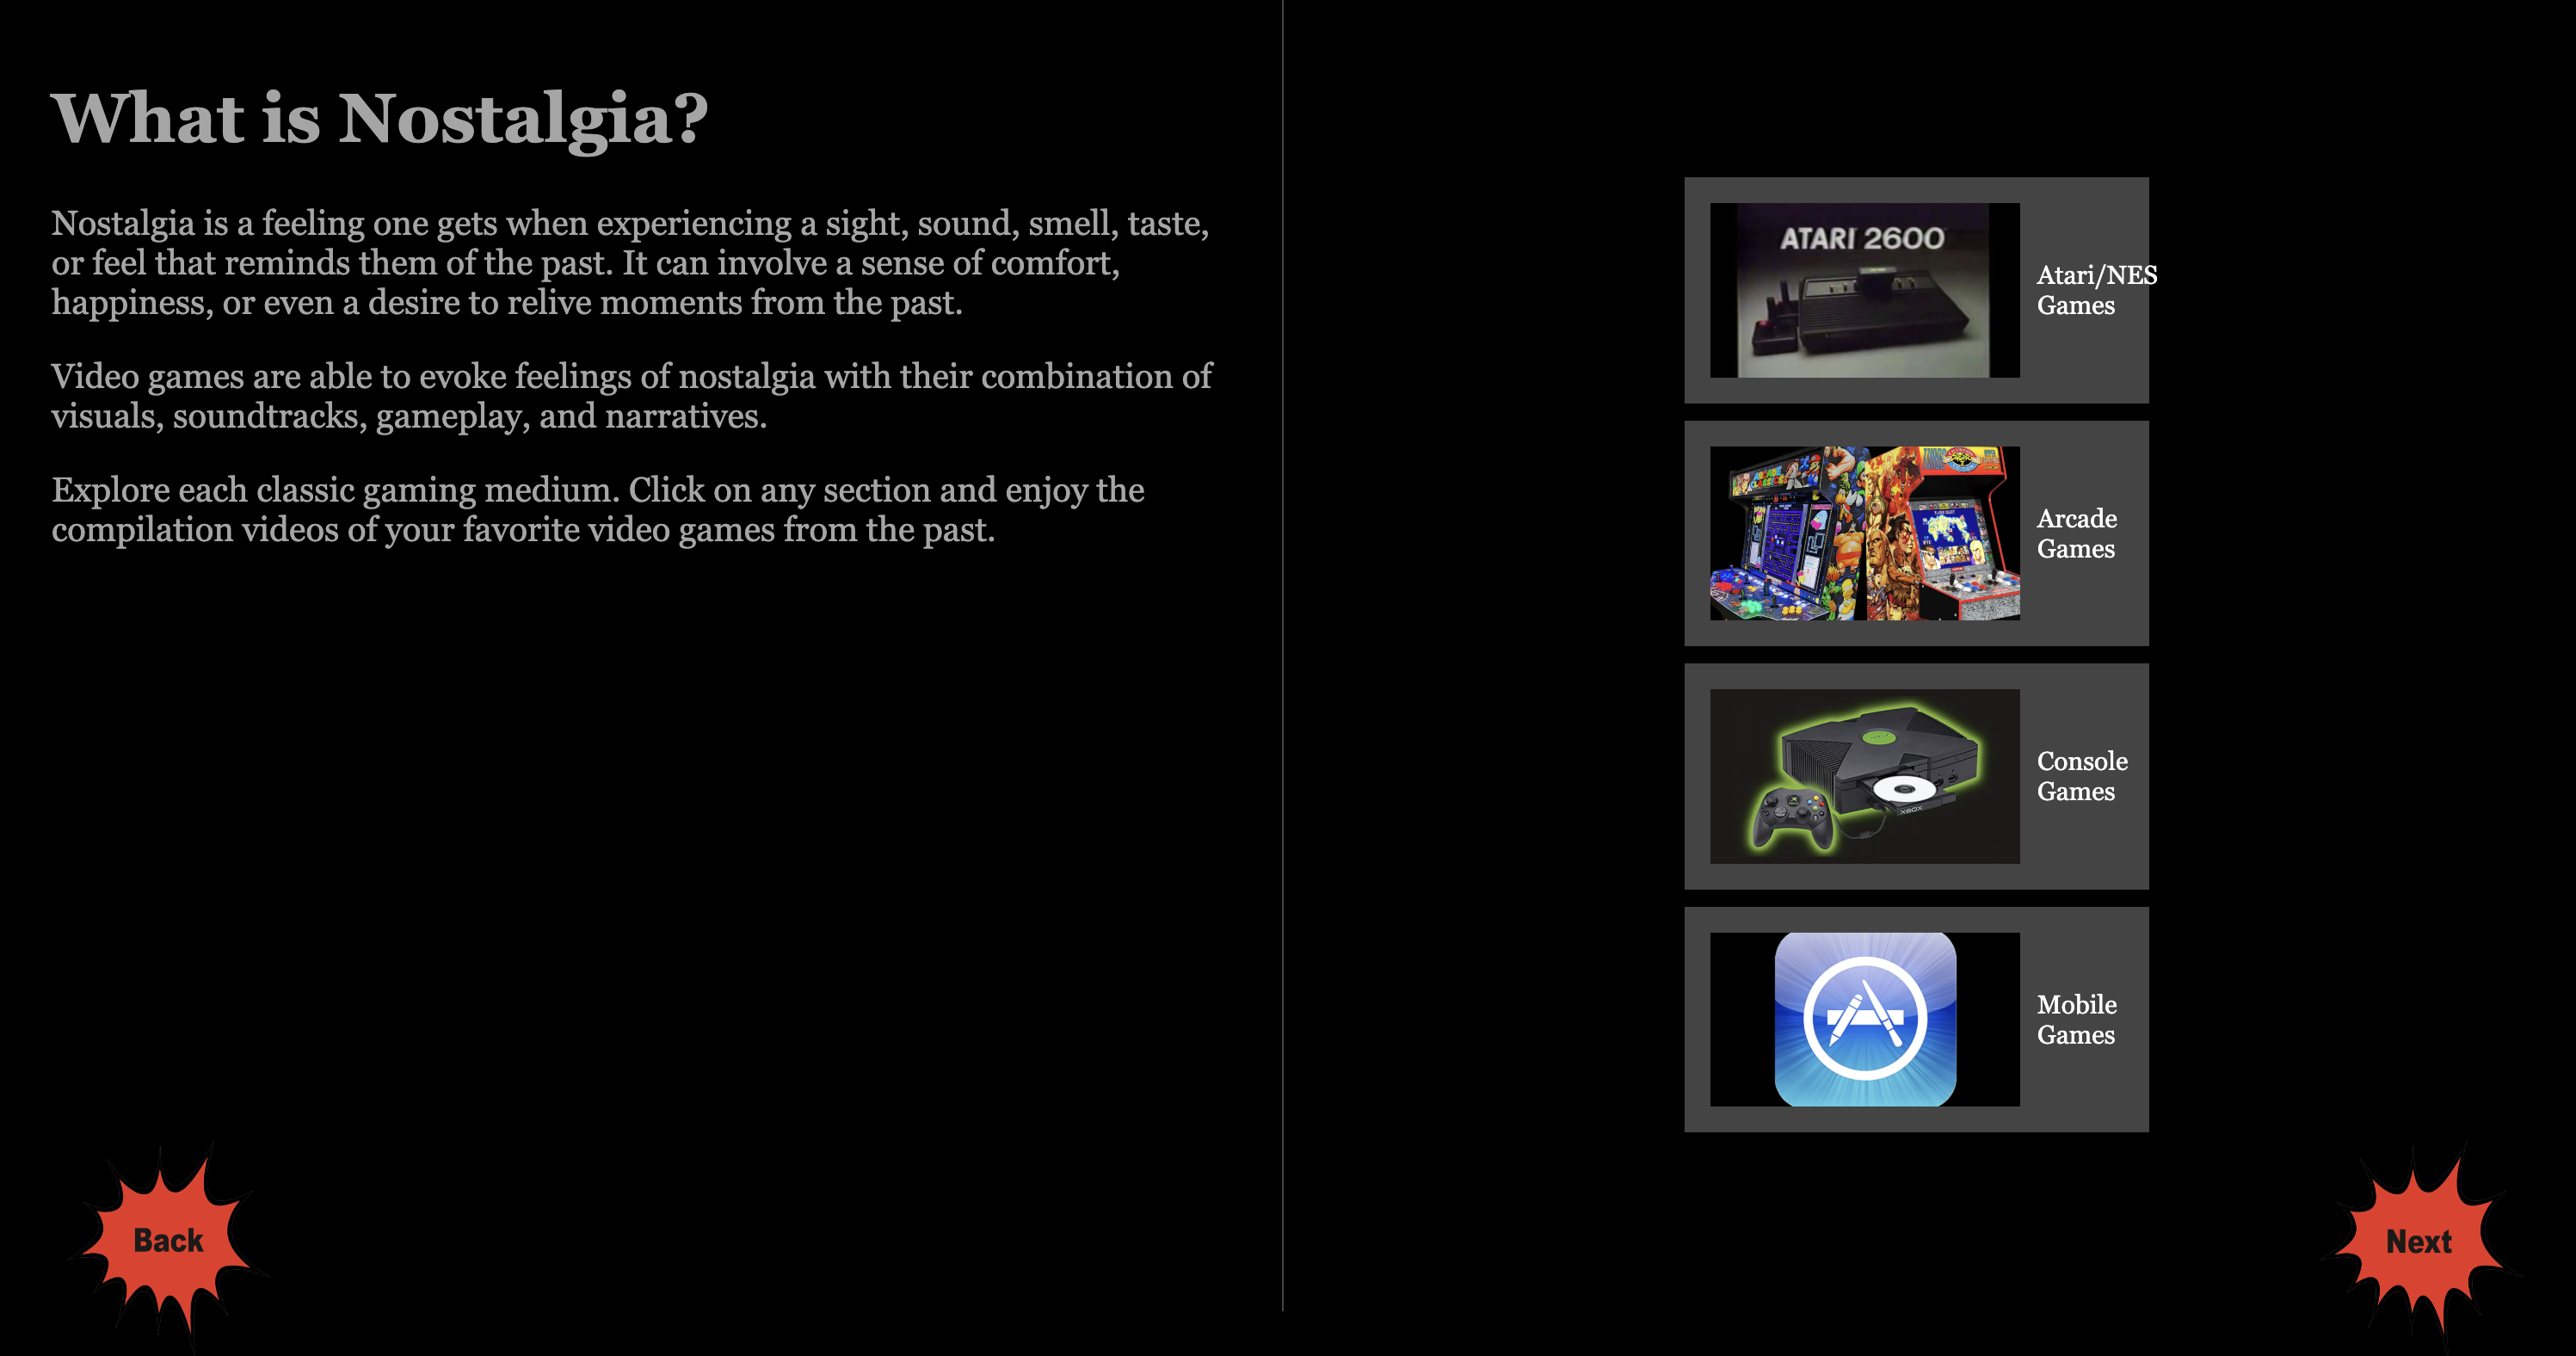 What is Nostalgia?
Nostalgia is a feeling one gets when experiencing a sight, sound, smell, taste,
or feel that reminds them of the past. It can involve a sense of comfort,
happiness, or even a desire to relive moments from the past.
Video games are able to evoke feelings of nostalgia with their combination of
visuals, soundtracks, gameplay, and narratives.
Explore each classic gaming medium. Click on any section and enjoy the
compilation videos of your favorite video games from the past.
ATARI 2600
Atari/NES
Games
ARCADE
CLASSICS
Arcade
Games
XBOX
Console
Games
Mobile
Games
Back
Next